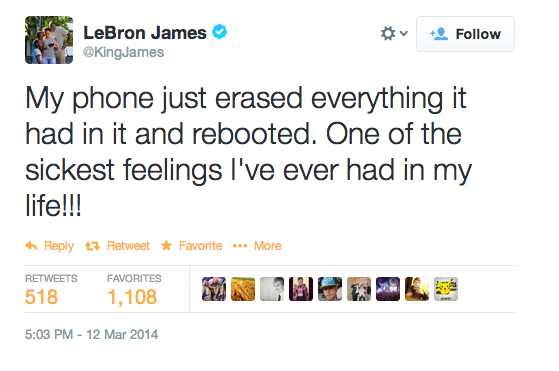 LeBron James
@KingJames
Follow
My phone just erased everything it
had in it and rebooted. One of the
sickest feelings I've ever had in my
life!!!
Reply Retweet Favorite More
RETWEETS FAVORITES
518 1,108
5:03 PM - 12 Mar 2014